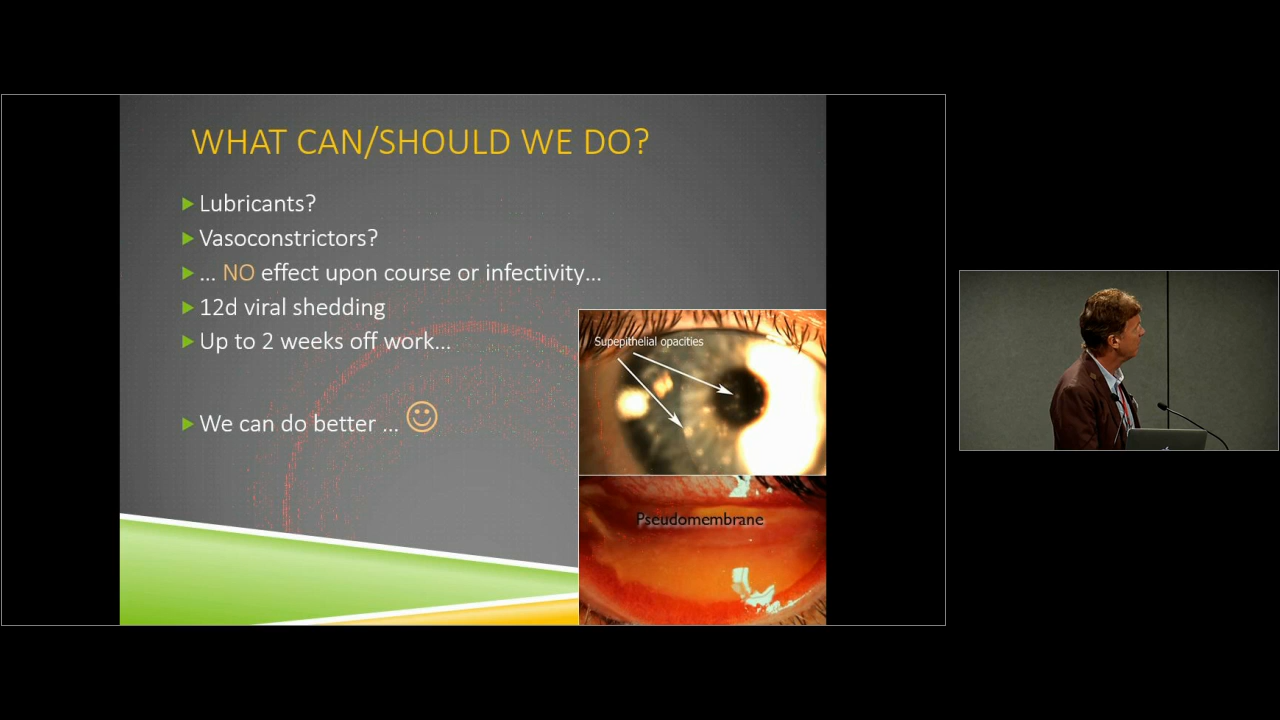 WHAT CAN/SHOULD WE DO?
Lubricants?
Vasoconstrictors?
... NO effect upon course or infectivity...
12d viral shedding
Up to 2 weeks off work...
We can do better ... ☺
Supepithelial opacities
Pseudomembrane